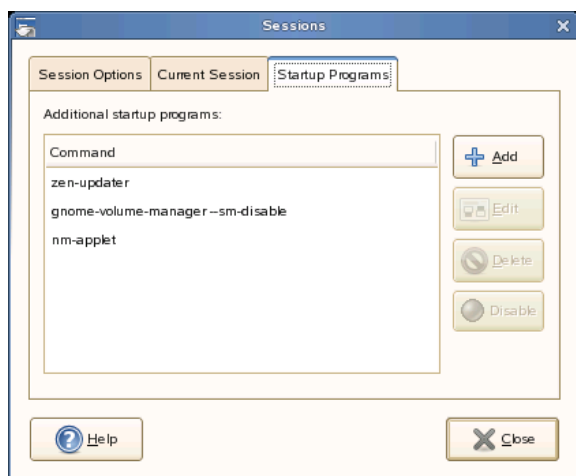 Sessions
Session Options
Current Session
Startup Programs
Additional startup programs:
Command
zen-updater
gnome-volume-manager --sm-disable
nm-applet
Add
Edit
Delete
Disable
Help
Close